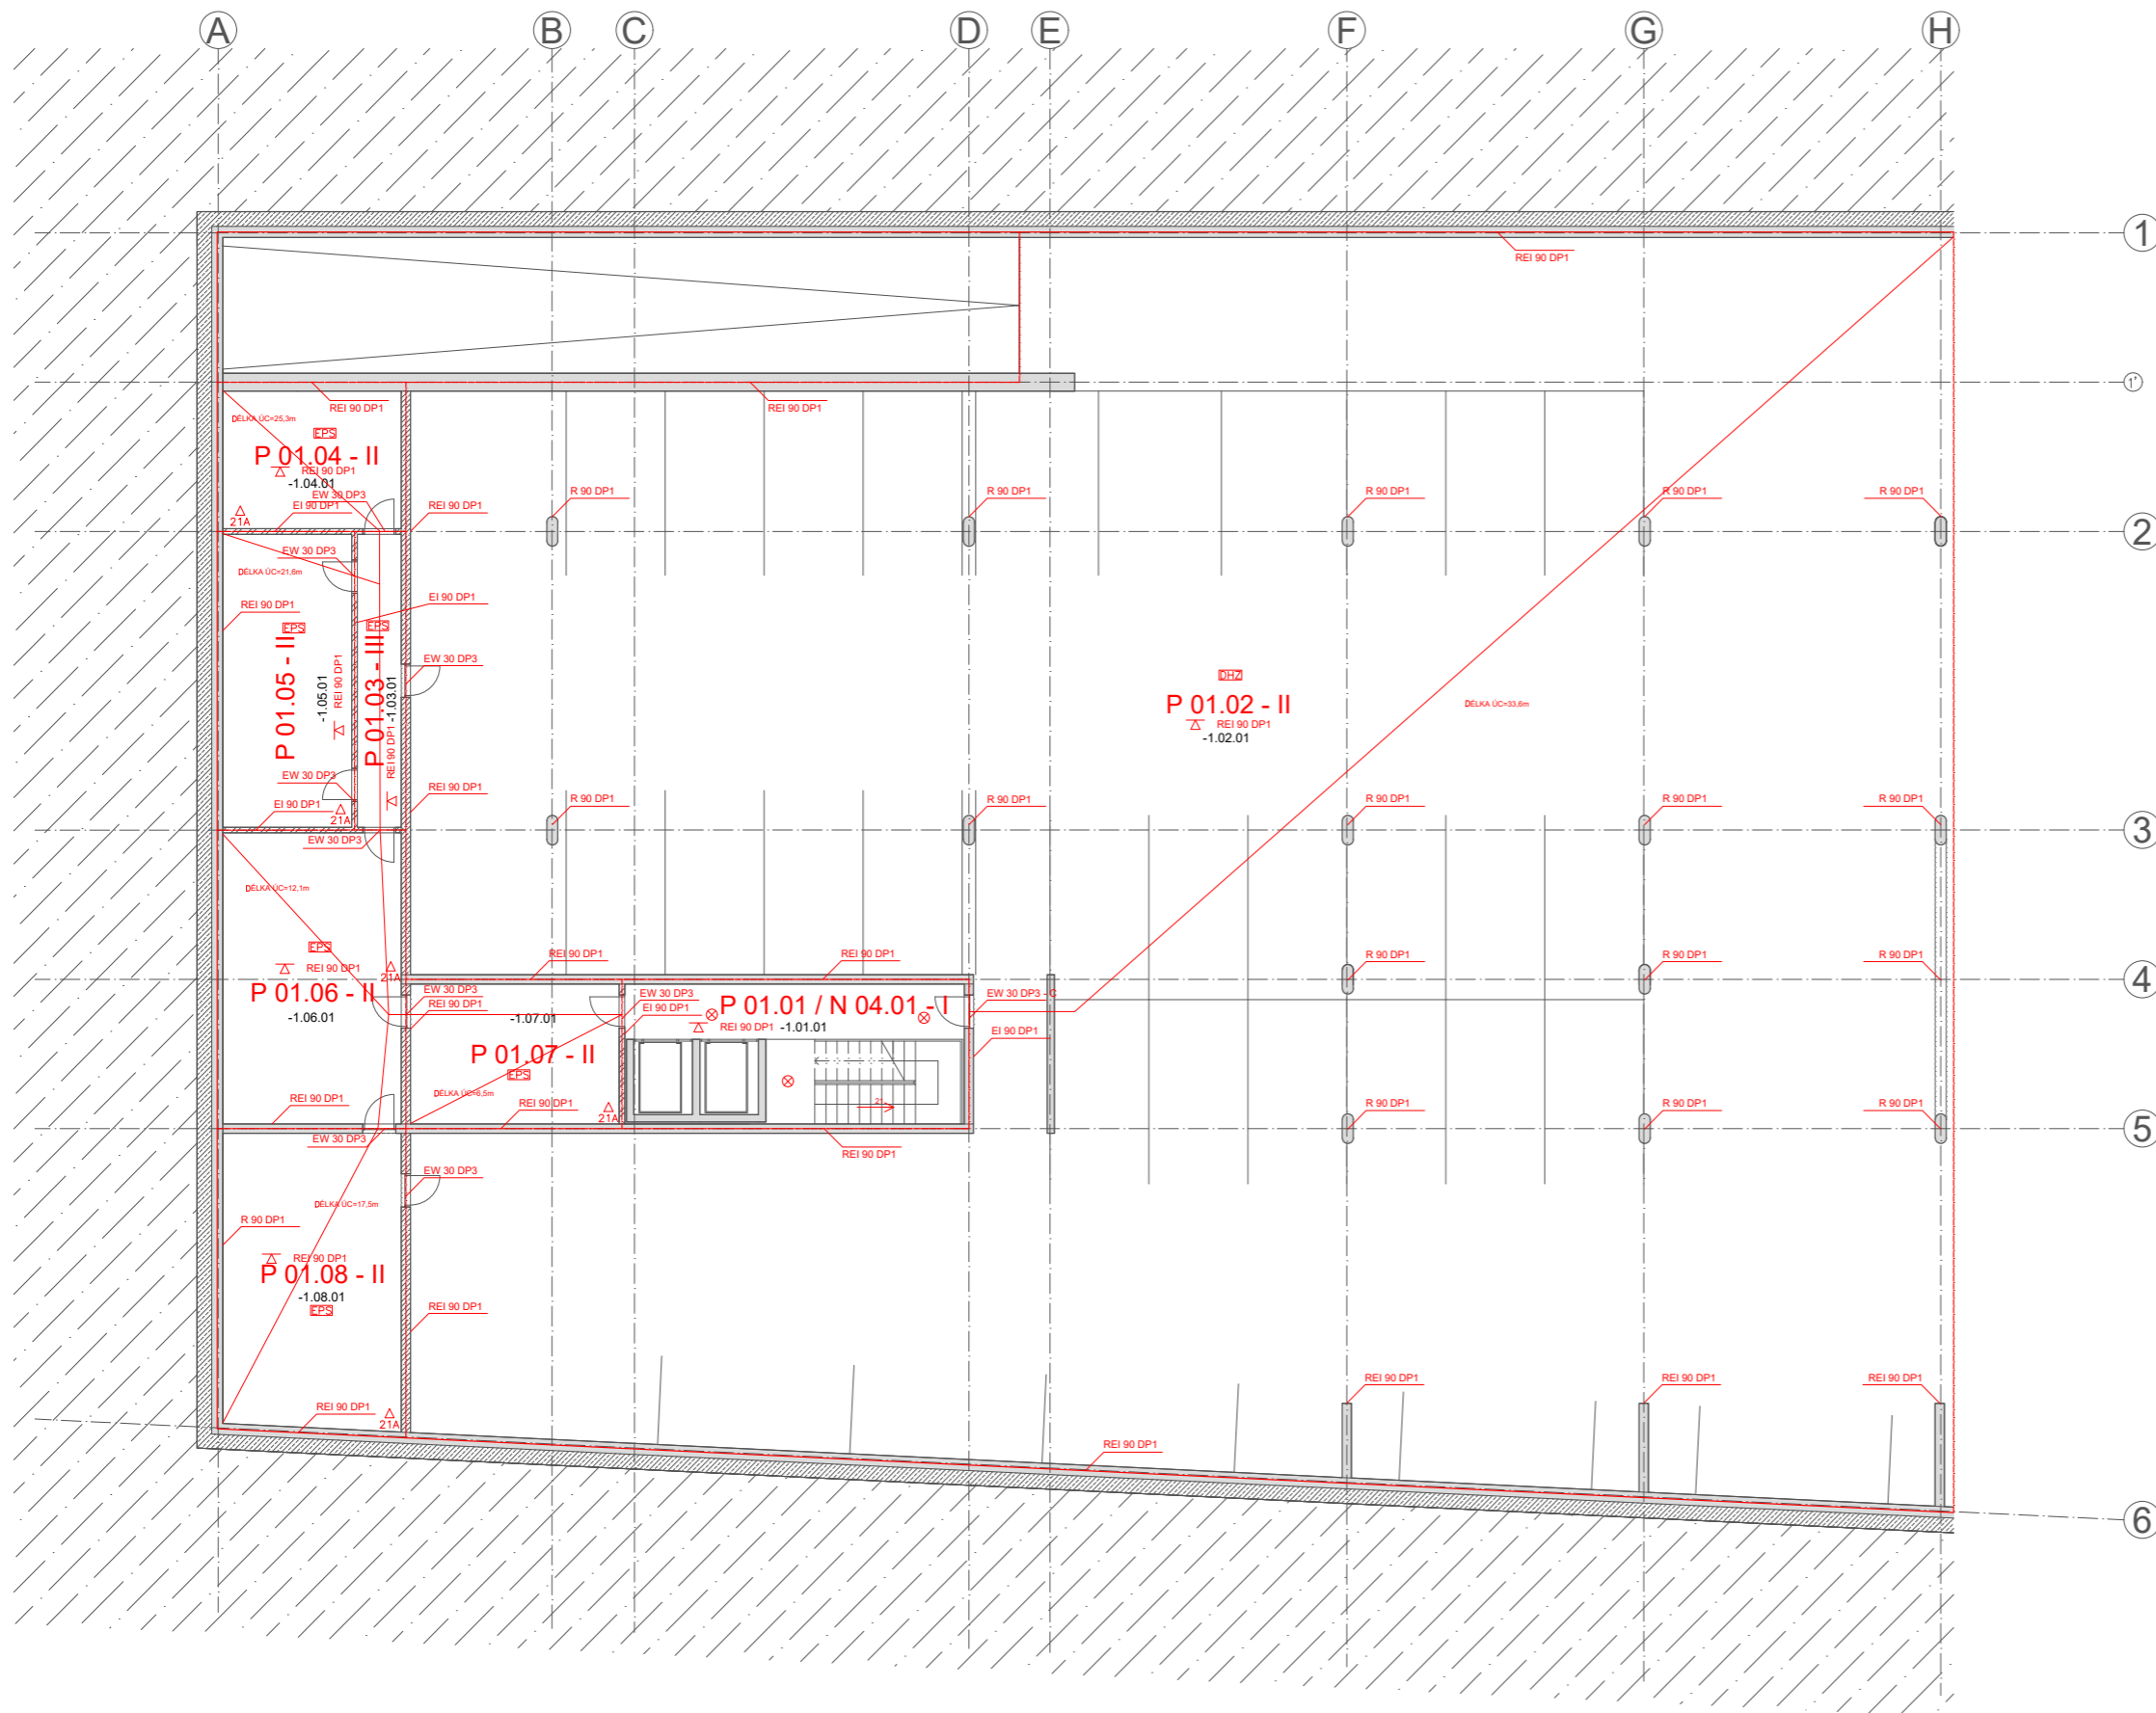 A B C D E F G H
1
REI 90 DP1
1'
REI 90 DP1
REI 90 DP1
DÉLKA ÚC=25,3m
EPS
P 01.04 - II
REI 90 DP1
-1.04.01
EW 30 DP3
EI 90 DP1
21A
REI 90 DP1
R 90 DP1
R 90 DP1
R 90 DP1
R 90 DP1
R 90 DP1
2
EW 30 DP3
DÉLKA ÚC=21,6m
REI 90 DP1
EI 90 DP1
EPS
EPS
P 01.05 - II
-1.05.01
REI 90 DP1
P 01.03 - III
REI 90 DP1
-1.03.01
EW 30 DP3
DHZ
P 01.02 - II
REI 90 DP1
-1.02.01
DÉLKA ÚC=33,6m
EW 30 DP3
EI 90 DP1
21A
REI 90 DP1
R 90 DP1
R 90 DP1
R 90 DP1
R 90 DP1
R 90 DP1
3
EW 30 DP3
DÉLKA ÚC=12,1m
EPS
REI 90 DP1
21A
P 01.06 - II
-1.06.01
REI 90 DP1
REI 90 DP1
R 90 DP1
R 90 DP1
R 90 DP1
4
EW 30 DP3
REI 90 DP1
-1.07.01
P 01.07 - II
EPS
DÉLKA ÚC=6,5m
EW 30 DP3
EI 90 DP1
P 01.01 / N 04.01 - I
REI 90 DP1
-1.01.01
EW 30 DP3 - C
EI 90 DP1
21
REI 90 DP1
REI 90 DP1
21A
R 90 DP1
R 90 DP1
R 90 DP1
5
EW 30 DP3
REI 90 DP1
EW 30 DP3
DÉLKA ÚC=17,5m
R 90 DP1
REI 90 DP1
P 01.08 - II
-1.08.01
EPS
REI 90 DP1
REI 90 DP1
21A
REI 90 DP1
REI 90 DP1
REI 90 DP1
REI 90 DP1
6